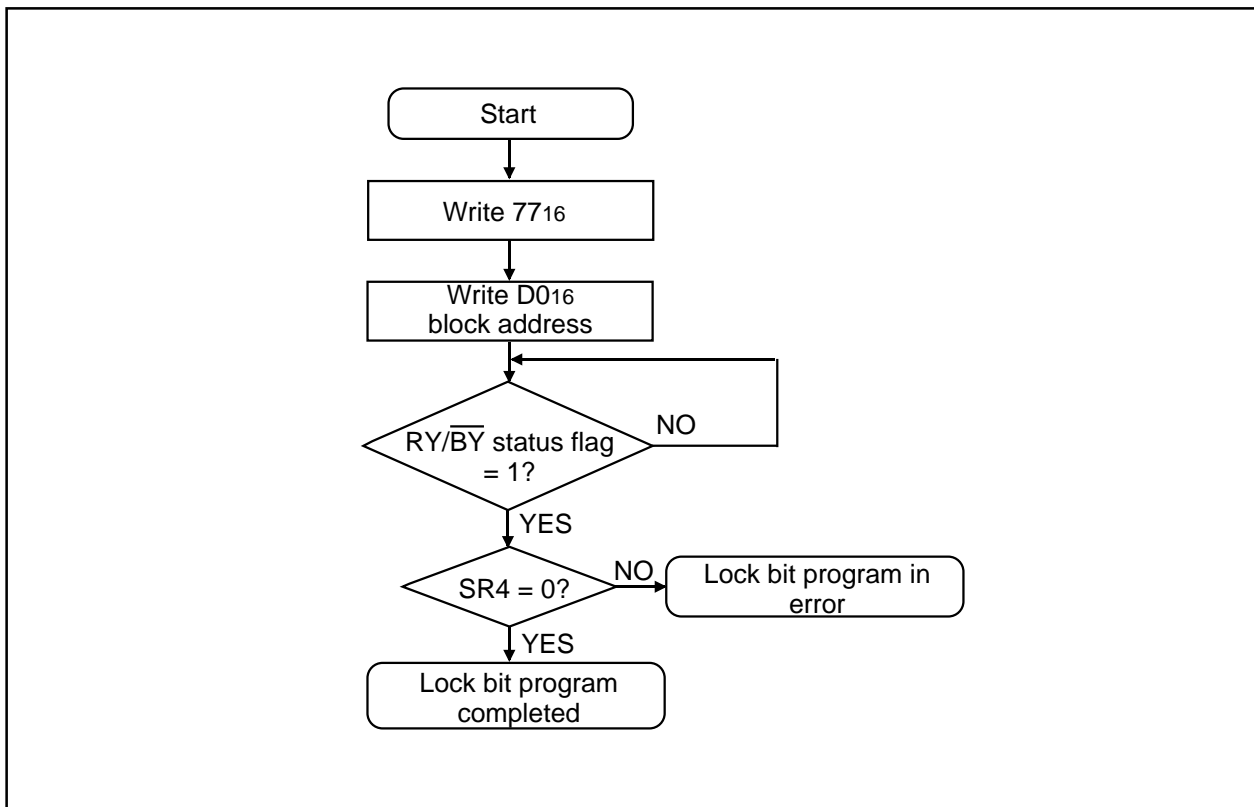 Start
Write 7716
Write D016
block address
NO
RY/B̅Y̅ status flag
= 1?
YES
SR4 = 0?
NO
Lock bit program in
error
YES
Lock bit program
completed